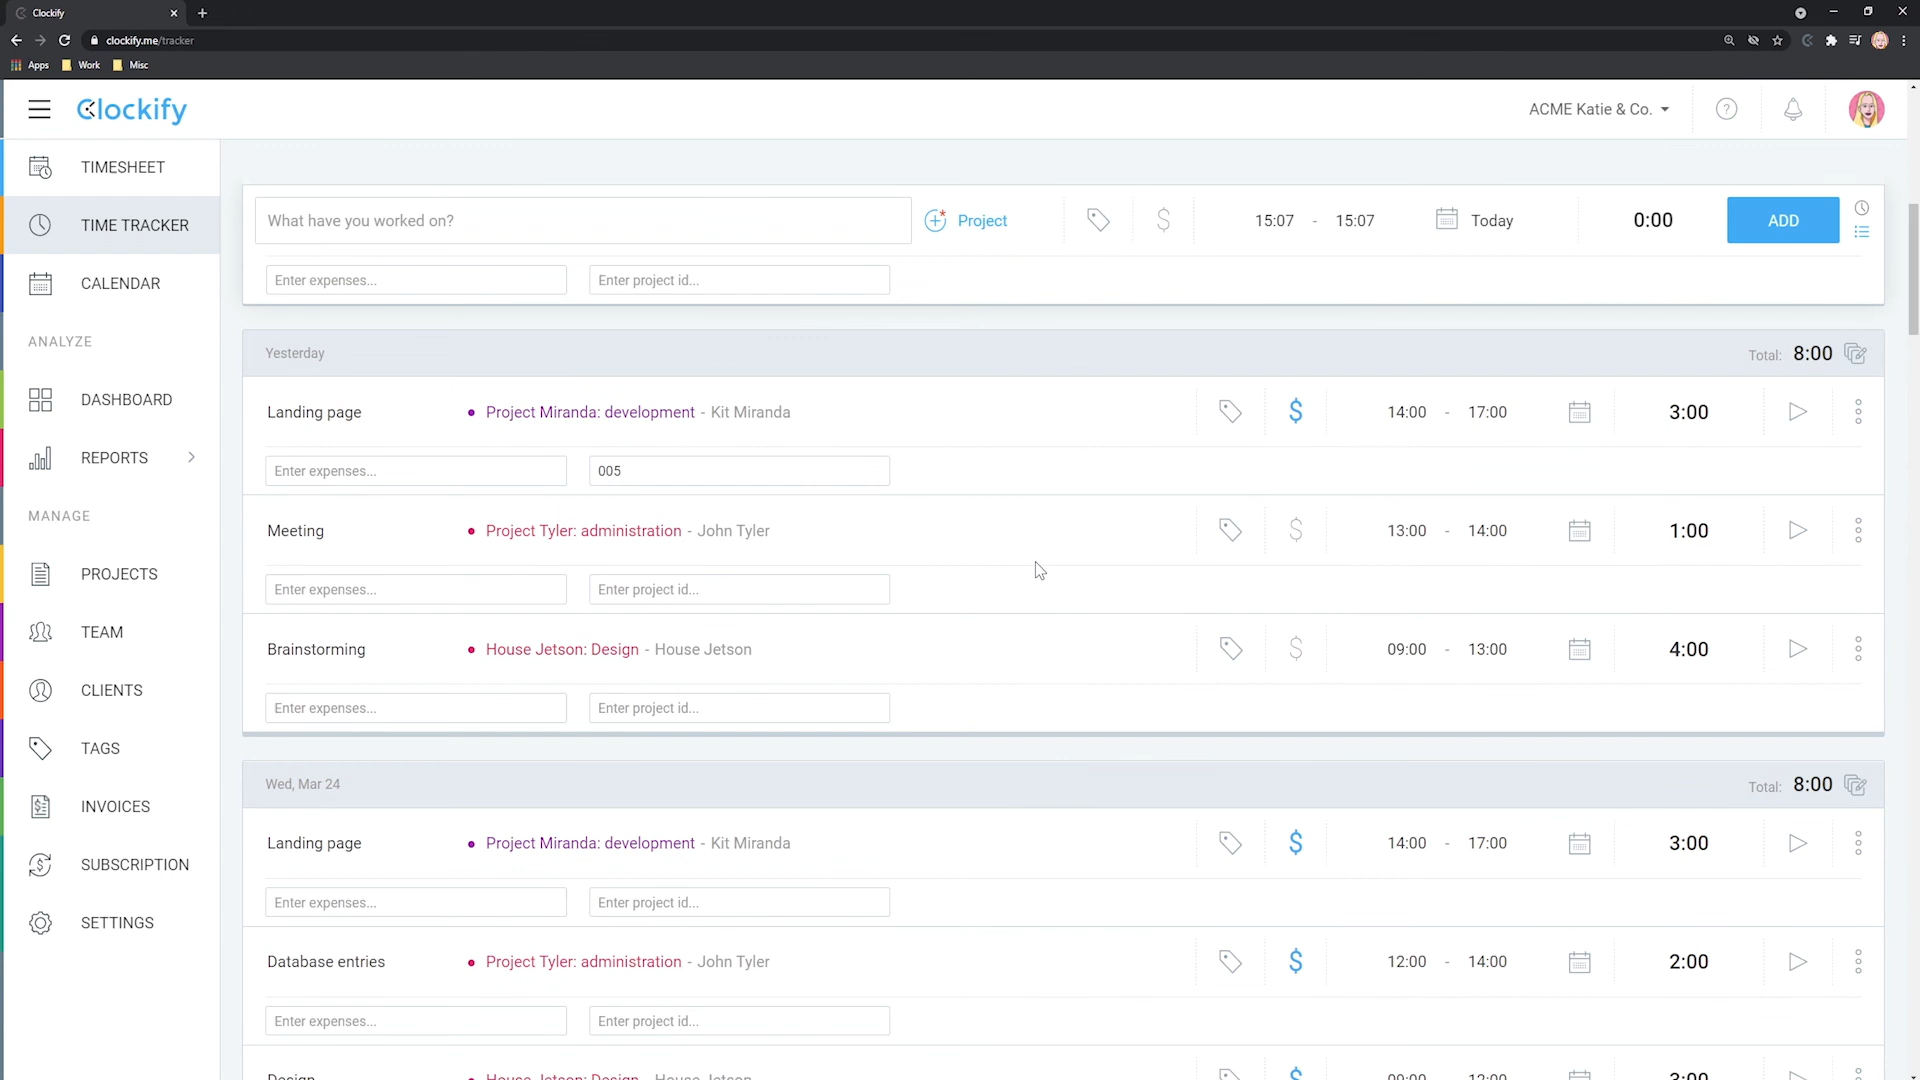 Clockify
clockify.me/tracker
Apps Work Misc
Clockify ACME Katie & Co. ?
TIMESHEET
TIME TRACKER
CALENDAR
ANALYZE
DASHBOARD
REPORTS
MANAGE
PROJECTS
TEAM
CLIENTS
TAGS
INVOICES
SUBSCRIPTION
SETTINGS
What have you worked on? Project $ 15:07 - 15:07 Today 0:00 ADD
Enter expenses... Enter project id...
Yesterday Total: 8:00
Landing page Project Miranda: development - Kit Miranda $ 14:00 - 17:00 3:00
Enter expenses... 005
Meeting Project Tyler: administration - John Tyler $ 13:00 - 14:00 1:00
Enter expenses... Enter project id...
Brainstorming House Jetson: Design - House Jetson $ 09:00 - 13:00 4:00
Enter expenses... Enter project id...
Wed, Mar 24 Total: 8:00
Landing page Project Miranda: development - Kit Miranda $ 14:00 - 17:00 3:00
Enter expenses... Enter project id...
Database entries Project Tyler: administration - John Tyler $ 12:00 - 14:00 2:00
Enter expenses... Enter project id...
Design House Jetson: Design - House Jetson $ 09:00 - 12:00 3:00